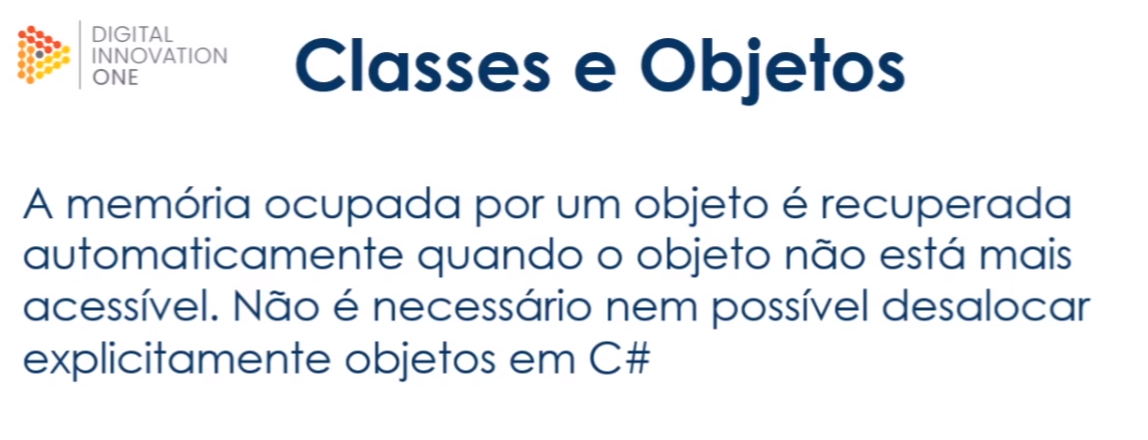 DIGITAL
INNOVATION
ONE
Classes e Objetos
A memória ocupada por um objeto é recuperada
automaticamente quando o objeto não está mais
acessível. Não é necessário nem possível desalocar
explicitamente objetos em C#